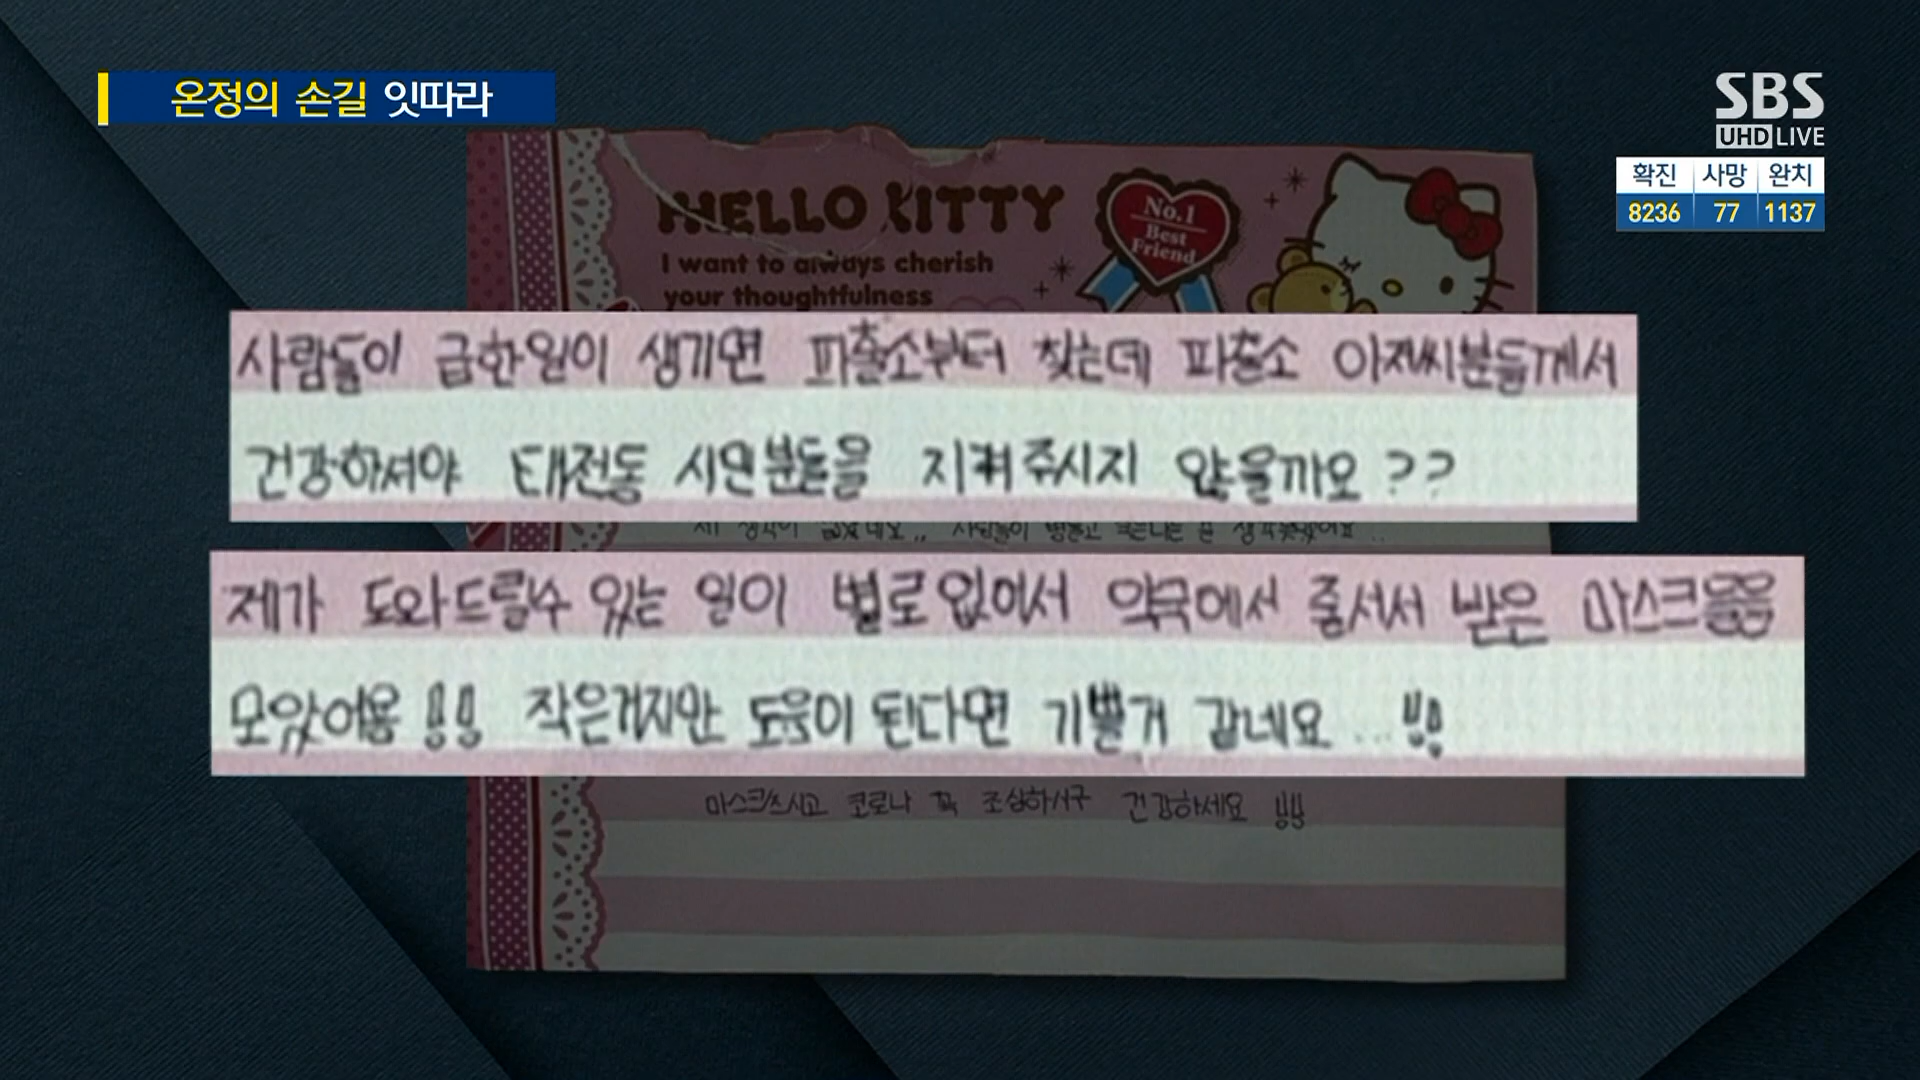 온정의 손길 잇따라
SBS
UHD LIVE
확진 사망 완치
8236 77 1137
HELLO KITTY
No.1
Best
Friend
I want to always cherish
your thoughtfulness
사람들이 급한일이 생기면 파출소부터 찾는데 파출소 아저씨분들께서
건강하셔야 태전동 시민분들을 지켜주시지 않을까요??
사람들이
제가 도와드릴수 있는 일이 별로없어서 약국에서 줄서서 받은 마스크들을
모았어용!! 작은거지만 도움이 된다면 기쁠거 같네요...!!
마스크쓰시고 코로나 꼭 조심하시구 건강하세요!!!